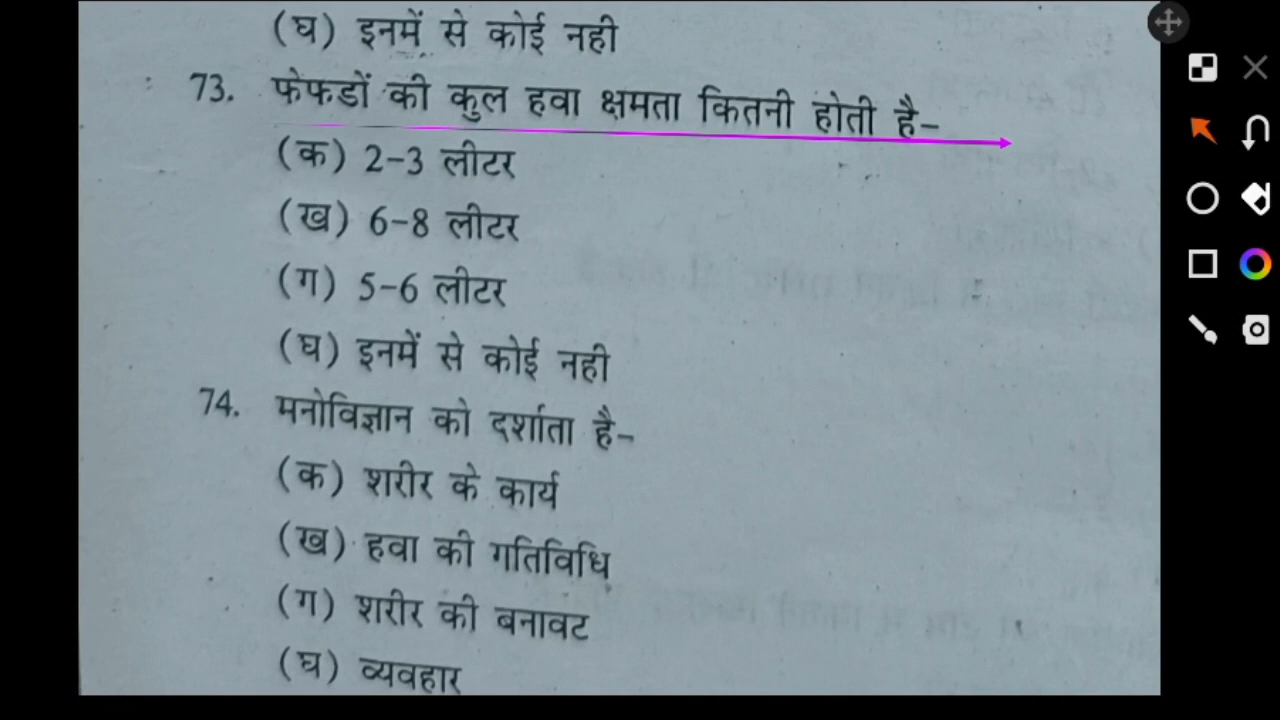 (घ) इनमें से कोई नही
73. फेफडों की कुल हवा क्षमता कितनी होती है-
(क) 2-3 लीटर
(ख) 6-8 लीटर
(ग) 5-6 लीटर
(घ) इनमें से कोई नही
74. मनोविज्ञान को दर्शाता है-
(क) शरीर के कार्य
(ख) हवा की गतिविधि
(ग) शरीर की बनावट
(घ) व्यवहार